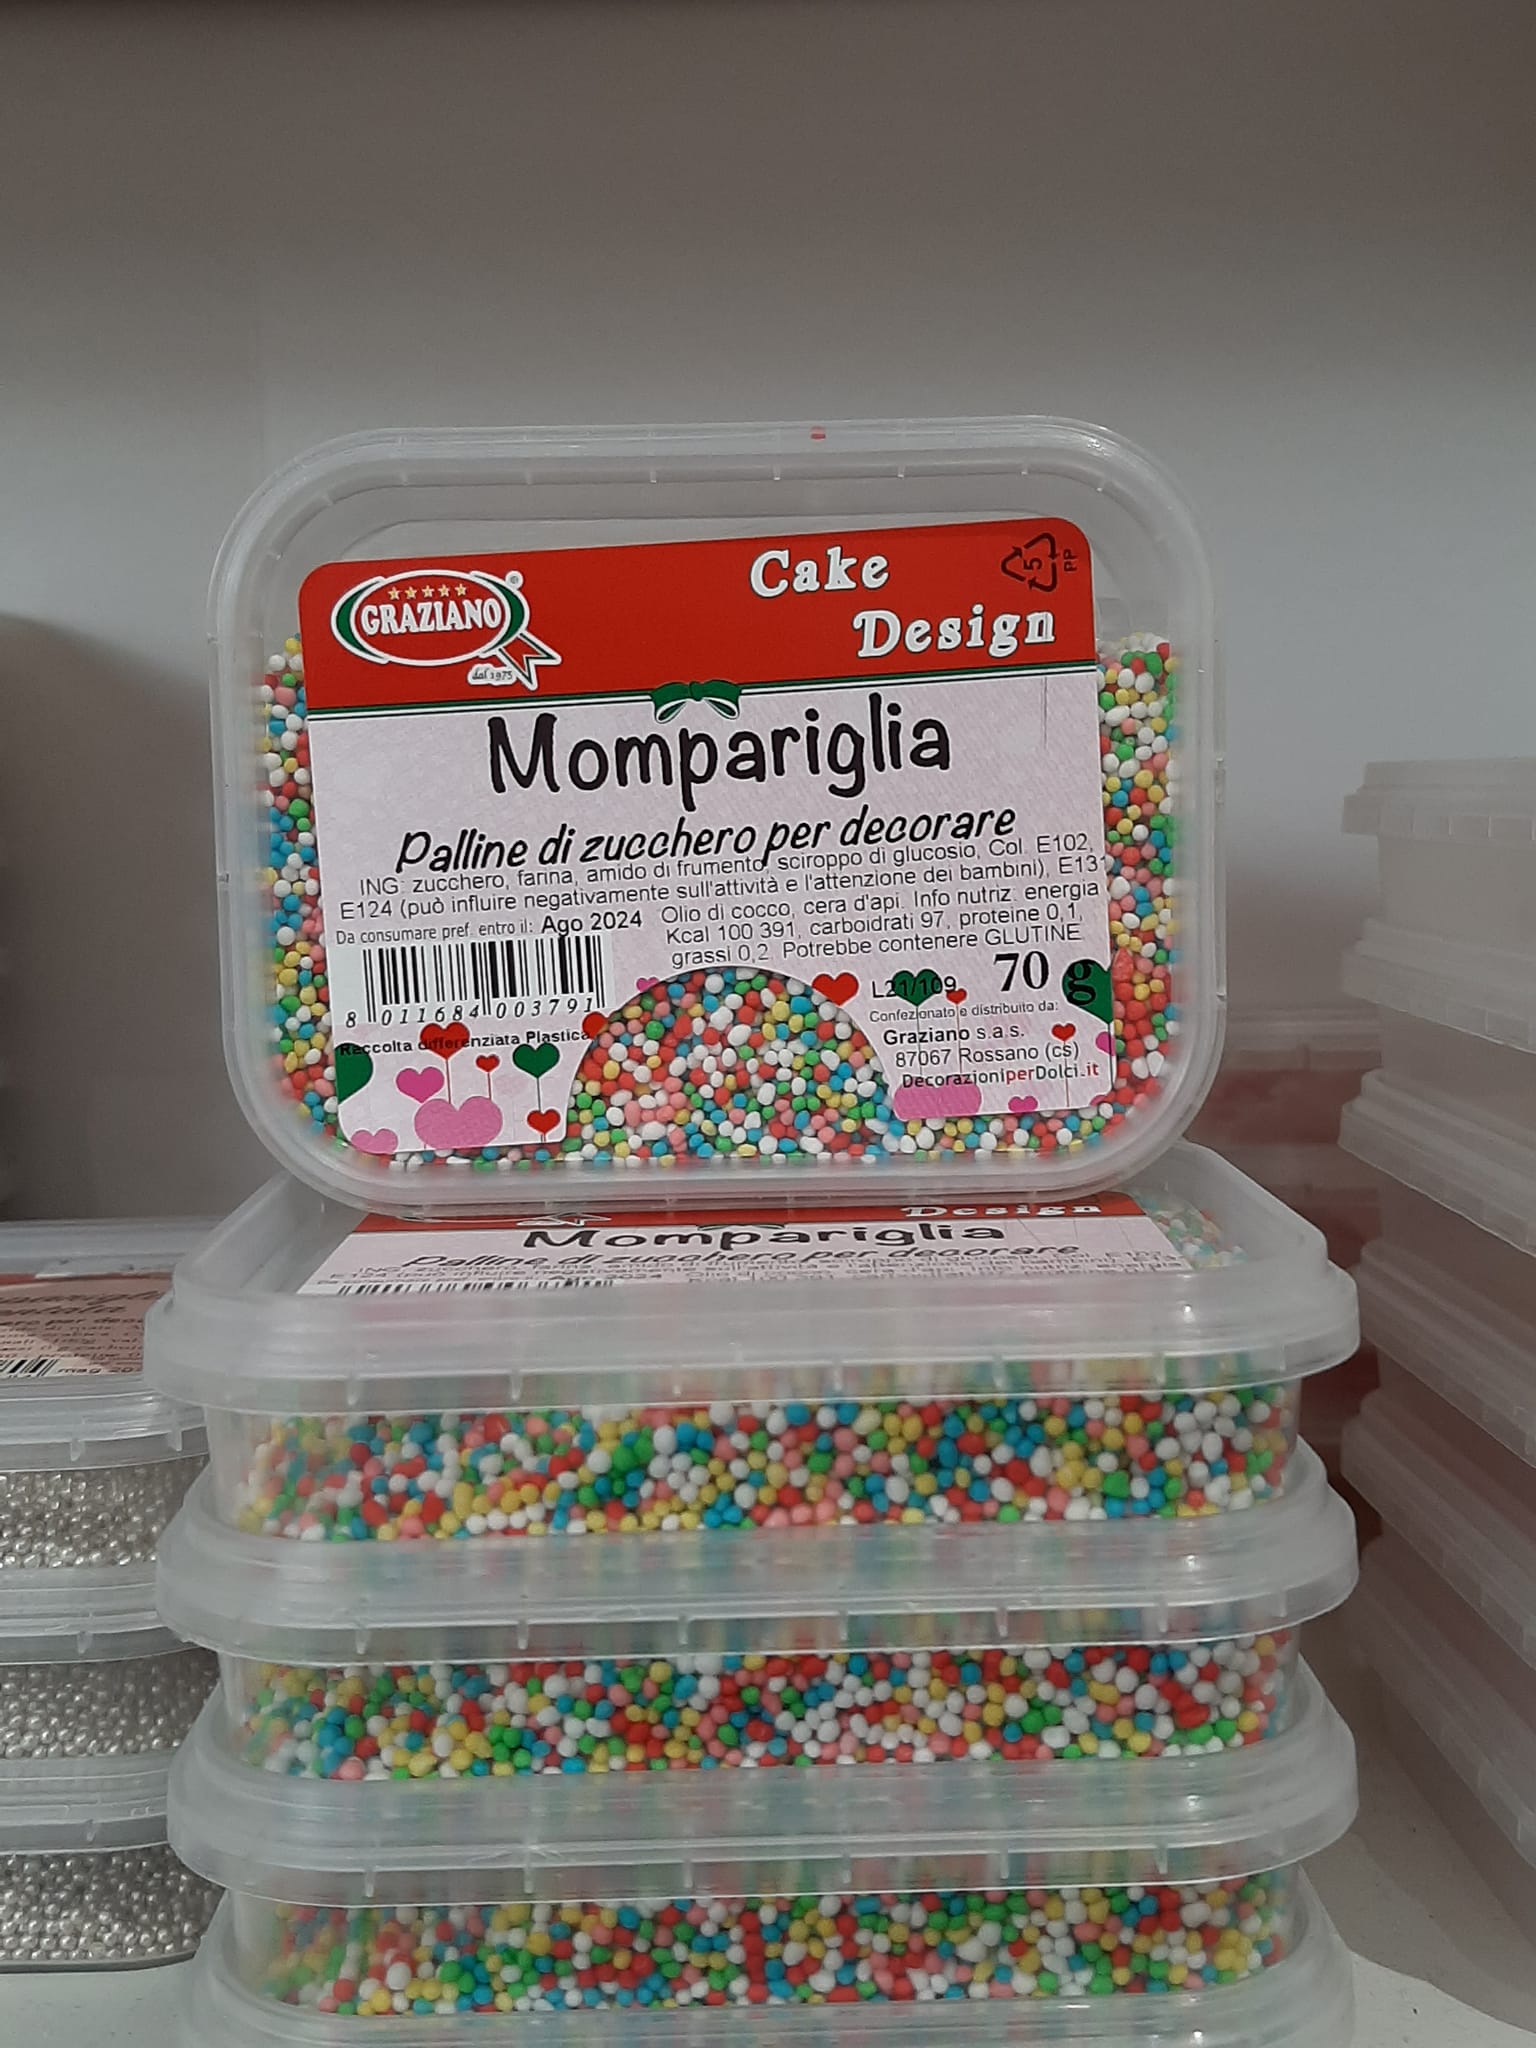 GRAZIANO
®
dal 1975
Cake
Design
5
PP
Mompariglia
Palline di zucchero per decorare
ING: zucchero, farina, amido di frumento, sciroppo di glucosio, Col. E102,
E124 (può influire negativamente sull'attività e l'attenzione dei bambini), E131
Da consumare pref. entro il: Ago 2024
Olio di cocco, cera d'api. Info nutriz: energia
Kcal 100 391, carboidrati 97, proteine 0,1,
grassi 0,2. Potrebbe contenere GLUTINE
8 011684 003791
Raccolta differenziata Plastica
L21/109
70 g
Confezionato e distribuito da:
Graziano s.a.s.
87067 Rossano (cs)
DecorazioniperDolci.it
Design
Mompariglia
Palline di zucchero per decorare